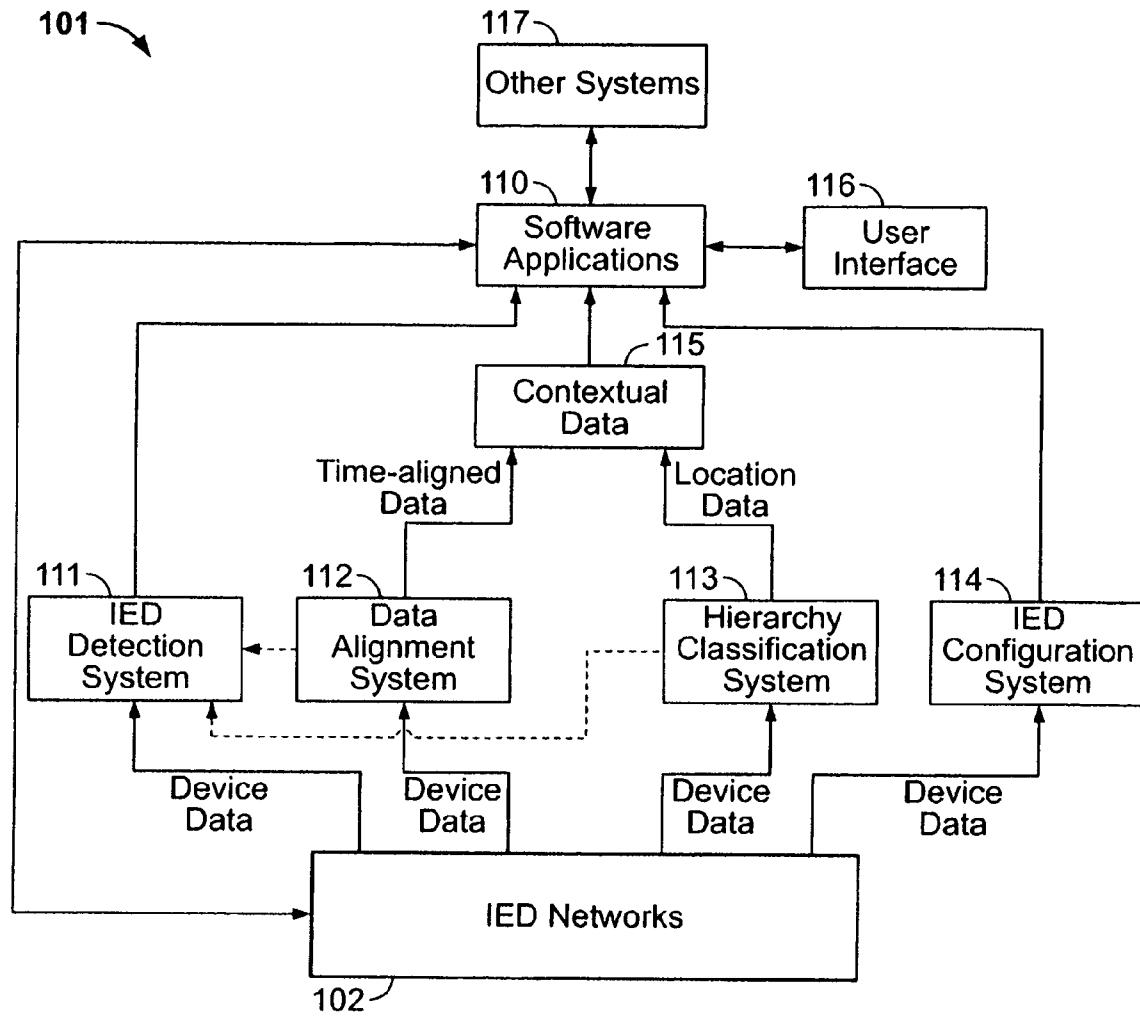 101
117
Other Systems
110
116
Software
Applications
User
Interface
115
Contextual
Data
Time-aligned
Data
Location
Data
111
112
113
114
IED
Detection
System
Data
Alignment
System
Hierarchy
Classification
System
IED
Configuration
System
Device
Data
Device
Data
Device
Data
Device
Data
IED Networks
102